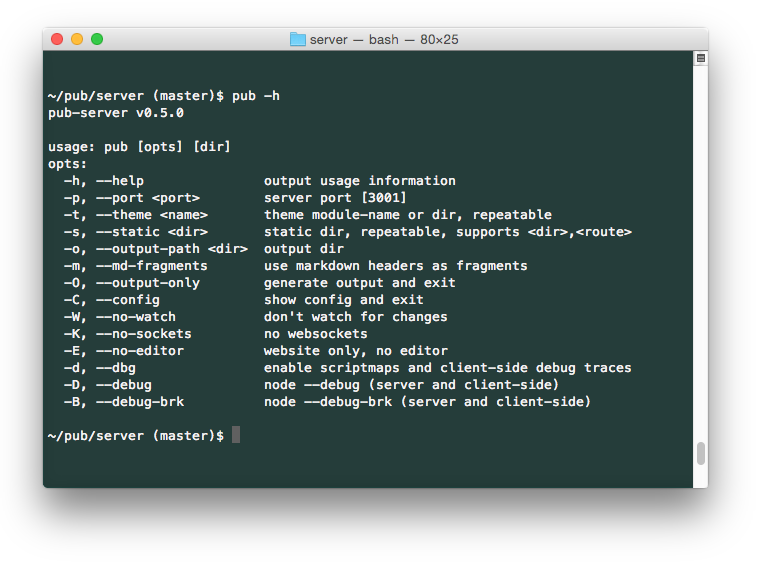 server — bash — 80×25
~/pub/server (master)$ pub -h
pub-server v0.5.0
usage: pub [opts] [dir]
opts:
-h, --help output usage information
-p, --port <port> server port [3001]
-t, --theme <name> theme module-name or dir, repeatable
-s, --static <dir> static dir, repeatable, supports <dir>,<route>
-o, --output-path <dir> output dir
-m, --md-fragments use markdown headers as fragments
-O, --output-only generate output and exit
-C, --config show config and exit
-W, --no-watch don't watch for changes
-K, --no-sockets no websockets
-E, --no-editor website only, no editor
-d, --dbg enable scriptmaps and client-side debug traces
-D, --debug node --debug (server and client-side)
-B, --debug-brk node --debug-brk (server and client-side)
~/pub/server (master)$